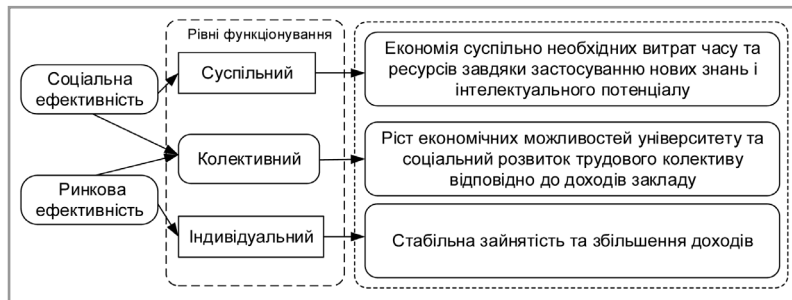 Рівні функціонування
Соціальна
ефективність
Ринкова
ефективність
Суспільний
Колективний
Індивідуальний
Економія суспільно необхідних витрат часу та
ресурсів завдяки застосуванню нових знань і
інтелектуального потенціалу
Ріст економічних можливостей університету та
соціальний розвиток трудового колективу
відповідно до доходів закладу
Стабільна зайнятість та збільшення доходів